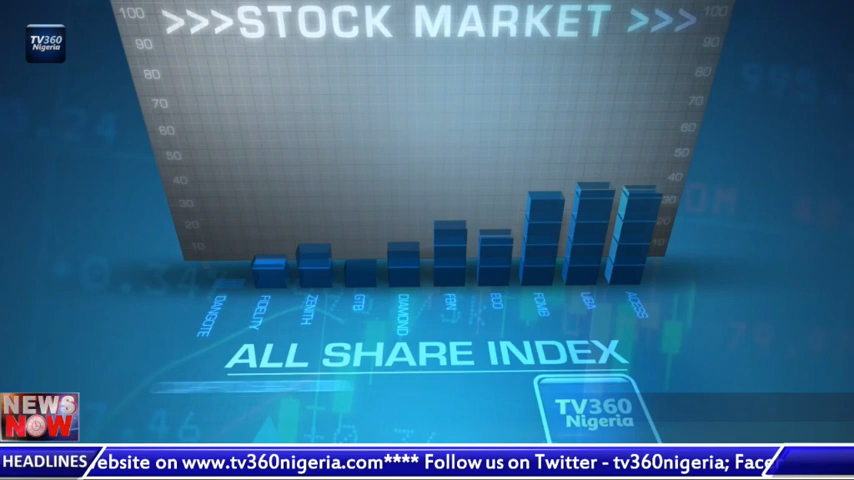 >>>STOCK MARKET >>>
TV360
Nigeria
100
90
80
70
60
50
40
30
20
10
100
90
80
70
60
50
40
30
10
DANGOTE
FIDELITY
ZENITH
GTB
DIAMOND
FBN
ECO
FCMB
UBA
ACESS
ALL SHARE INDEX
TV360
Nigeria
NEWS
NOW
HEADLINES
ebsite on www.tv360nigeria.com**** Follow us on Twitter - tv360nigeria; Face